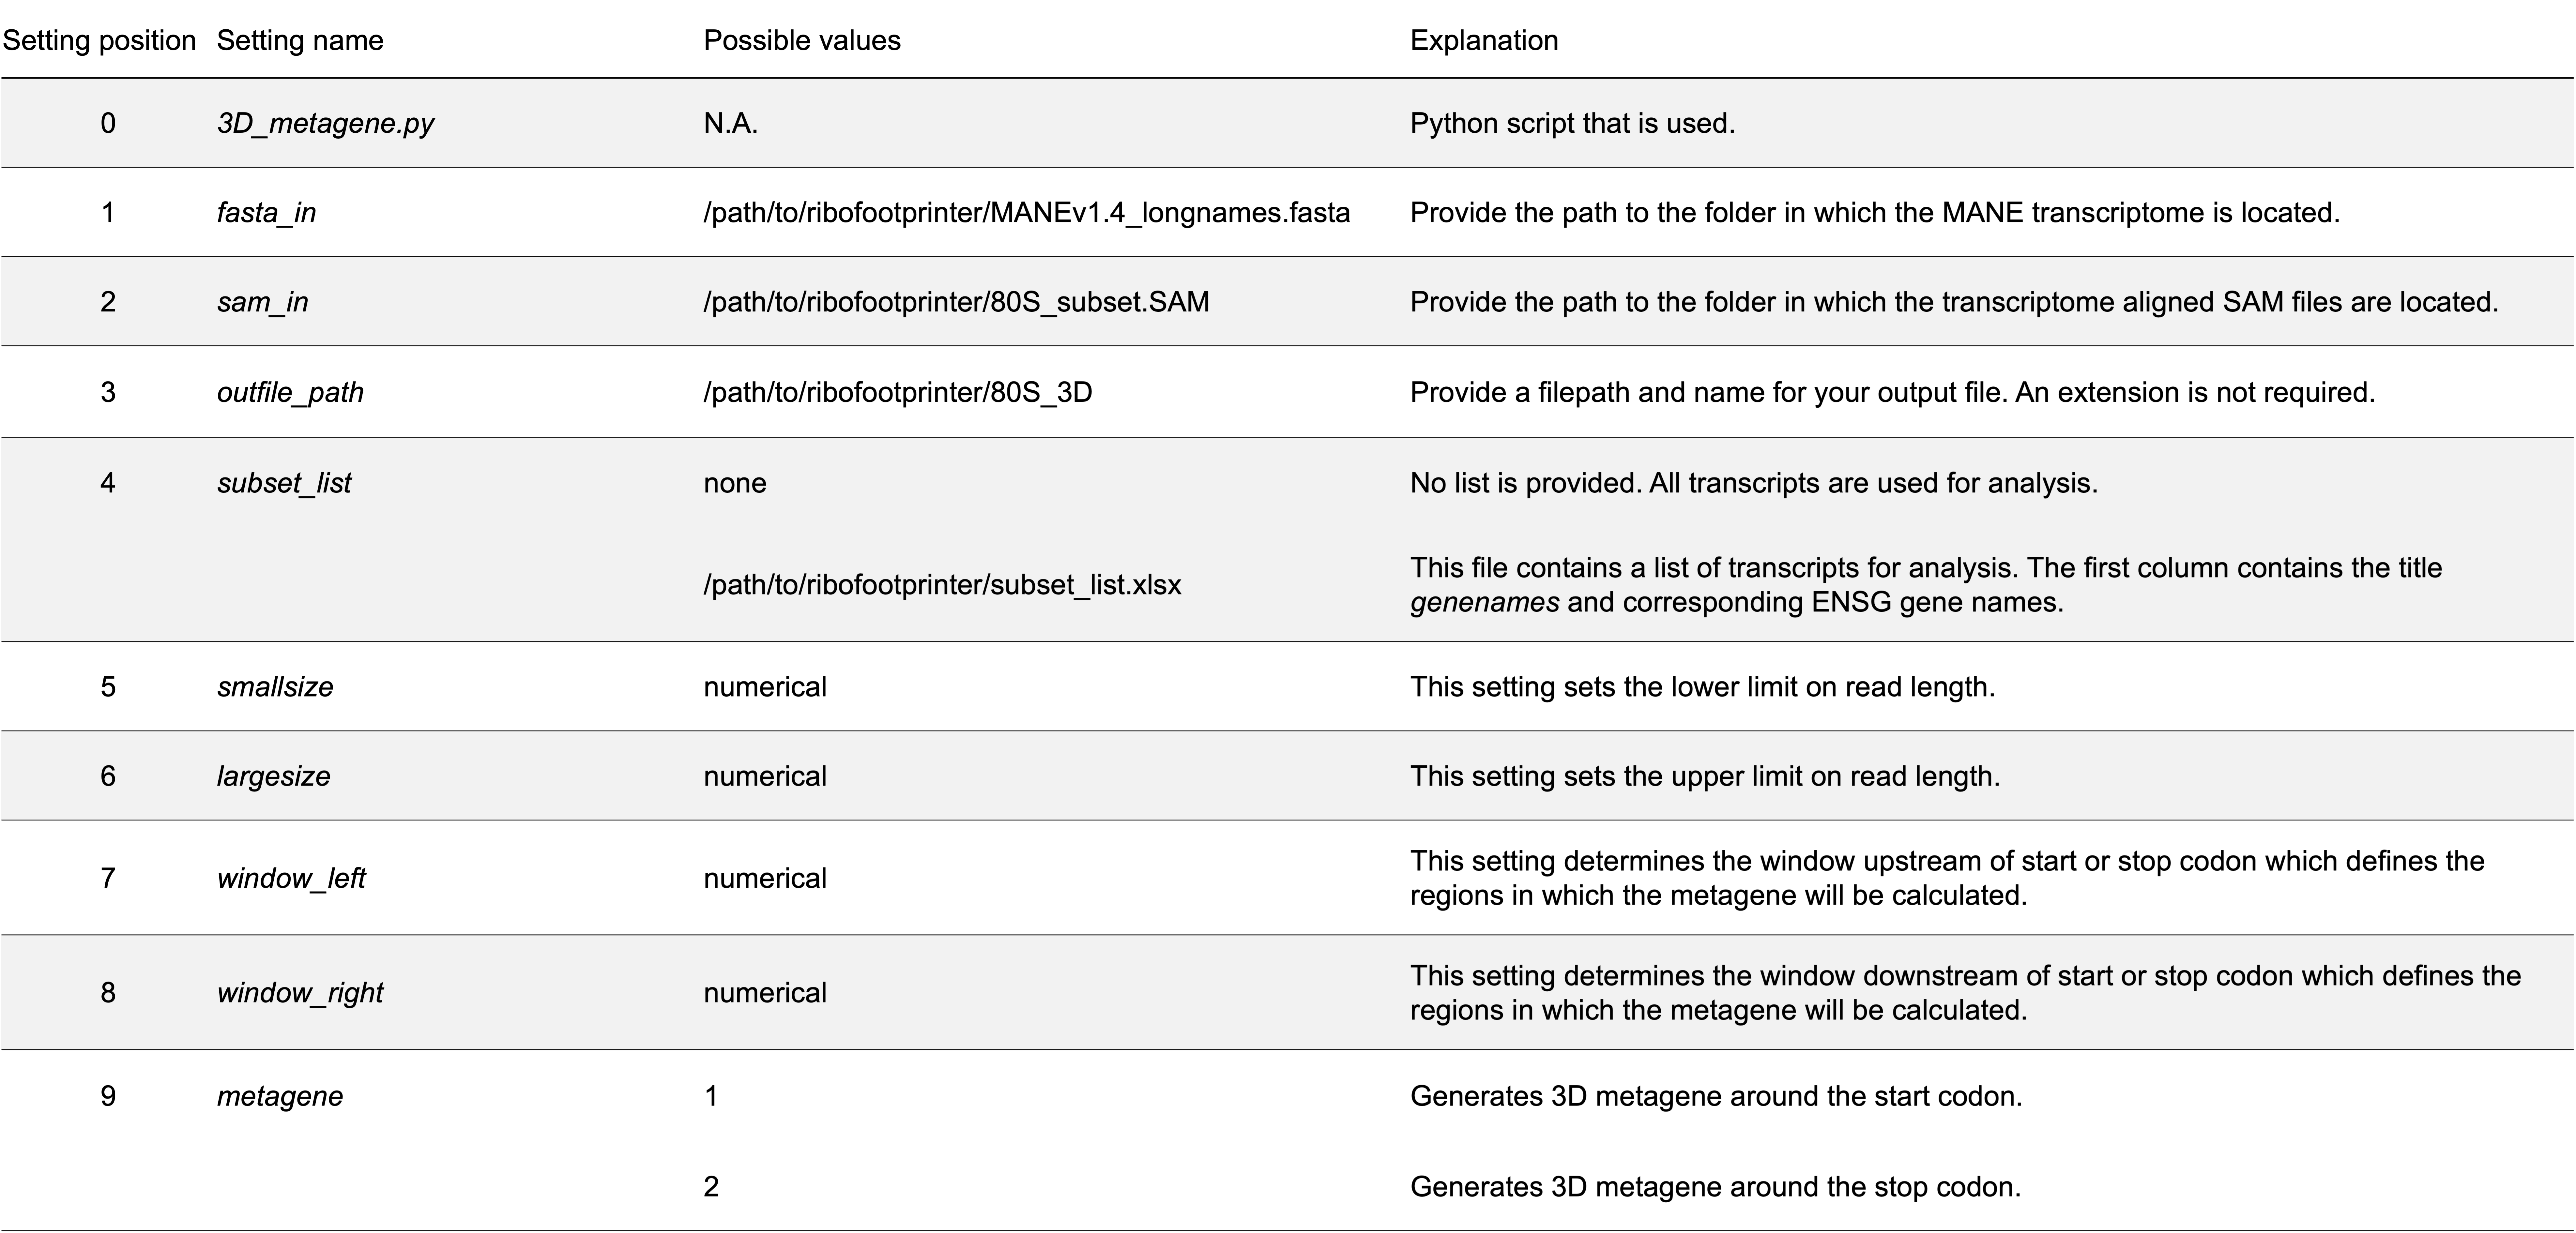 Setting position Setting name Possible values Explanation
0 3D_metagene.py N.A. Python script that is used.
1 fasta_in /path/to/ribofootprinter/MANEv1.4_longnames.fasta Provide the path to the folder in which the MANE transcriptome is located.
2 sam_in /path/to/ribofootprinter/80S_subset.SAM Provide the path to the folder in which the transcriptome aligned SAM files are located.
3 outfile_path /path/to/ribofootprinter/80S_3D Provide a filepath and name for your output file. An extension is not required.
4 subset_list none No list is provided. All transcripts are used for analysis.
/path/to/ribofootprinter/subset_list.xlsx This file contains a list of transcripts for analysis. The first column contains the title
genenames and corresponding ENSG gene names.
5 smallsize numerical This setting sets the lower limit on read length.
6 largesize numerical This setting sets the upper limit on read length.
7 window_left numerical This setting determines the window upstream of start or stop codon which defines the
regions in which the metagene will be calculated.
8 window_right numerical This setting determines the window downstream of start or stop codon which defines the
regions in which the metagene will be calculated.
9 metagene 1 Generates 3D metagene around the start codon.
2 Generates 3D metagene around the stop codon.